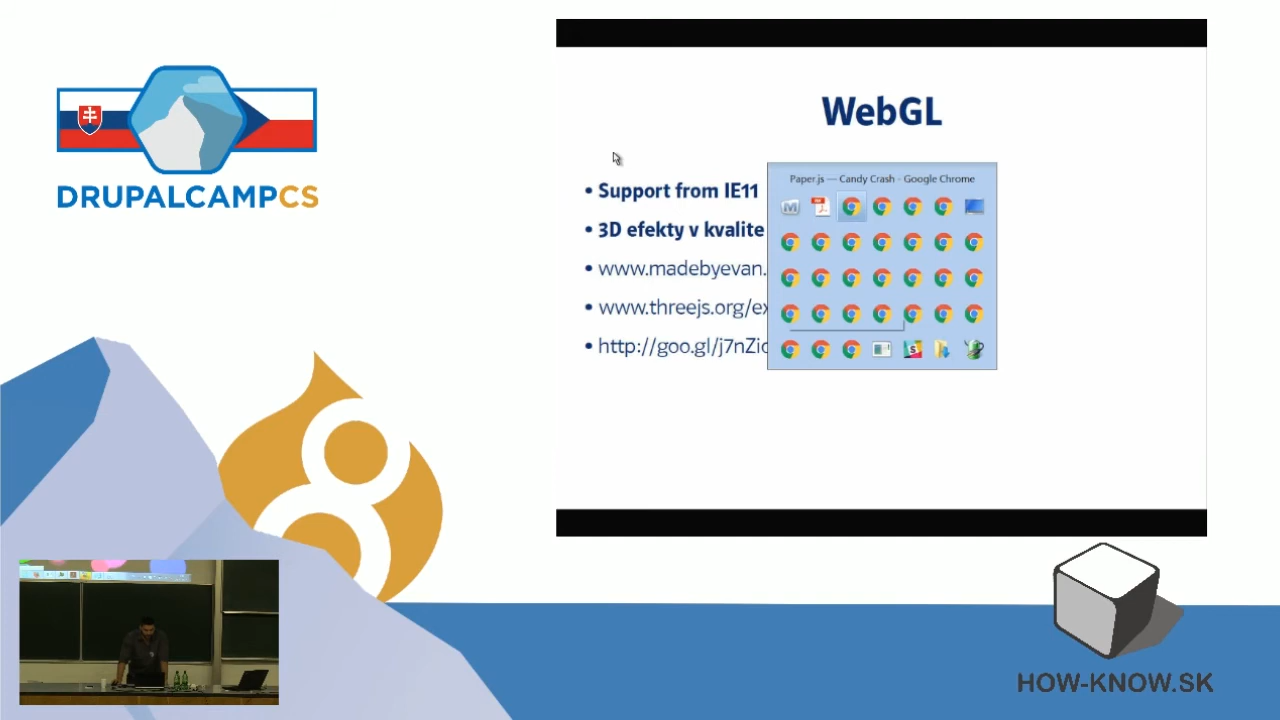 DRUPALCAMPCS
WebGL
Paper.js — Candy Crash - Google Chrome
• Support from IE11
• 3D efekty v kvalite
• www.madebyevan.
• www.threejs.org/ex
• http://goo.gl/j7nZi
HOW-KNOW.SK